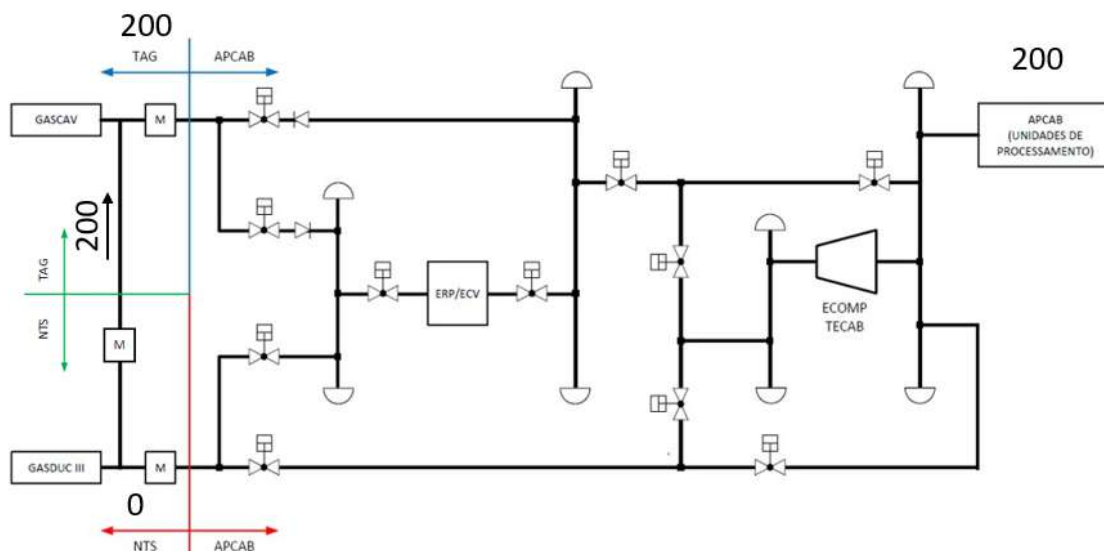 200
TAG
APCAB
200
GASCAV
M
APCAB
(UNIDADES DE
PROCESSAMENTO)
200
TAG
NTS
ERP/ECV
ECOMP
TECAB
M
GASDUC III
M
0
NTS
APCAB